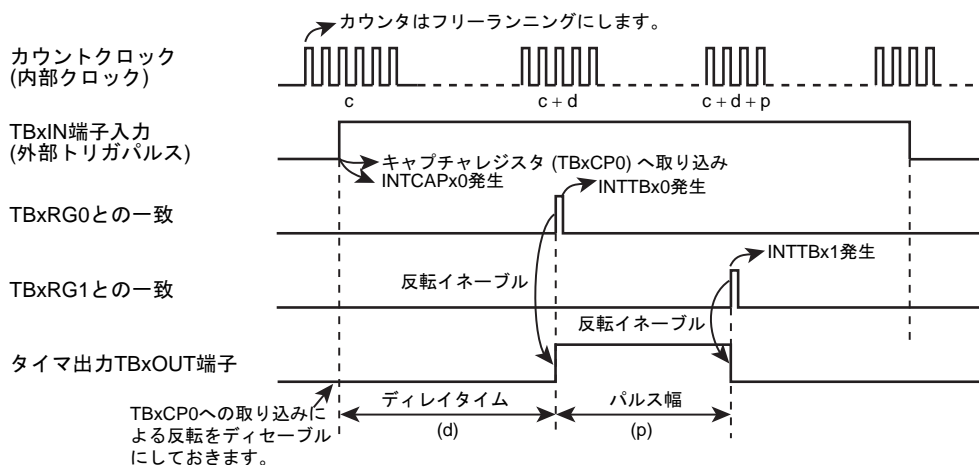 カウンタはフリーランニングにします。
カウントクロック
(内部クロック)
c
c + d
c + d + p
TBxIN端子入力
(外部トリガパルス)
キャプチャレジスタ (TBxCP0) へ取り込み
INTCAPx0発生
INTTBx0発生
TBxRG0との一致
INTTBx1発生
反転イネーブル
TBxRG1との一致
反転イネーブル
タイマ出力TBxOUT端子
TBxCP0への取り込みに
よる反転をディセーブル
にしておきます。
ディレイタイム
(d)
パルス幅
(p)